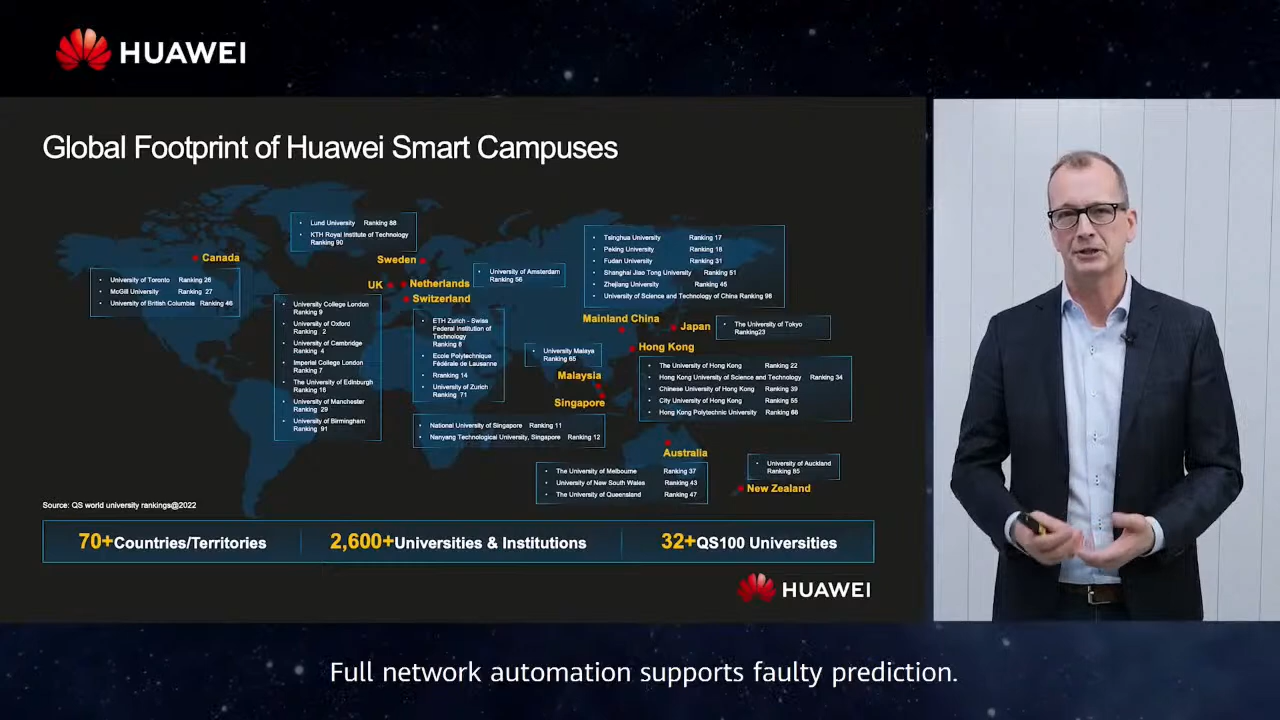 HUAWEI
Global Footprint of Huawei Smart Campuses
• Lund University Ranking 88
• KTH Royal Institute of Technology
Ranking 90
Sweden
Canada
• University of Toronto Ranking 26
• McGill University Ranking 27
• University of British Columbia Ranking 46
UK
Netherlands
• University of Amsterdam
Ranking 56
Switzerland
• University College London
Ranking 9
• University of Oxford
Ranking 2
• University of Cambridge
Ranking 4
• Imperial College London
Ranking 7
• The University of Edinburgh
Ranking 16
• University of Manchester
Ranking 29
• University of Birmingham
Ranking 91
• ETH Zurich - Swiss
Federal Institution of
Technology
Ranking 8
• Ecole Polytechnique
Fédérale de Lausanne
• Rranking 14
• University of Zurich
Ranking 71
• Tsinghua University Ranking 17
• Peking University Ranking 18
• Fudan University Ranking 31
• Shanghai Jiao Tong University Ranking 51
• Zhejiang University Ranking 45
• University of Science and Technology of China Ranking 98
Mainland China
Japan
• The University of Tokyo
Ranking23
Hong Kong
• University Malaya
Ranking 65
Malaysia
• The University of Hong Kong Ranking 22
• Hong Kong University of Science and Technology Ranking 34
• Chinese University of Hong Kong Ranking 39
• City University of Hong Kong Ranking 55
• Hong Kong Polytechnic University Ranking 66
Singapore
• National University of Singapore Ranking 11
• Nanyang Technological University, Singapore Ranking 12
Australia
• The University of Melbourne Ranking 37
• University of New South Wales Ranking 43
• The University of Queensland Ranking 47
• University of Auckland
Ranking 85
New Zealand
Source: QS world university rankings@2022
70+Countries/Territories
2,600+Universities & Institutions
32+QS100 Universities
HUAWEI
Full network automation supports faulty prediction.